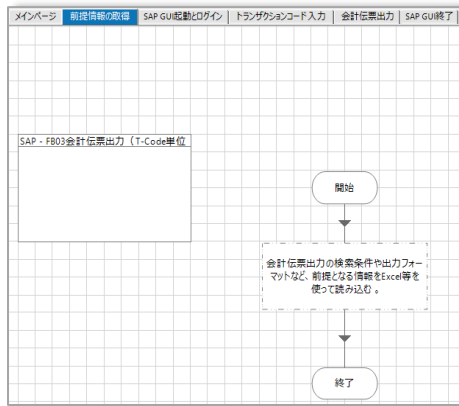 メインページ 前提情報の取得 SAP GUI起動とログイン トランザクションコード入力 会計伝票出力 SAP GUI終了
SAP - FB03会計伝票出力（T-Code単位
開始
会計伝票出力の検索条件や出力フォー
マットなど、前提となる情報をExcel等を
使って読み込む 。
終了